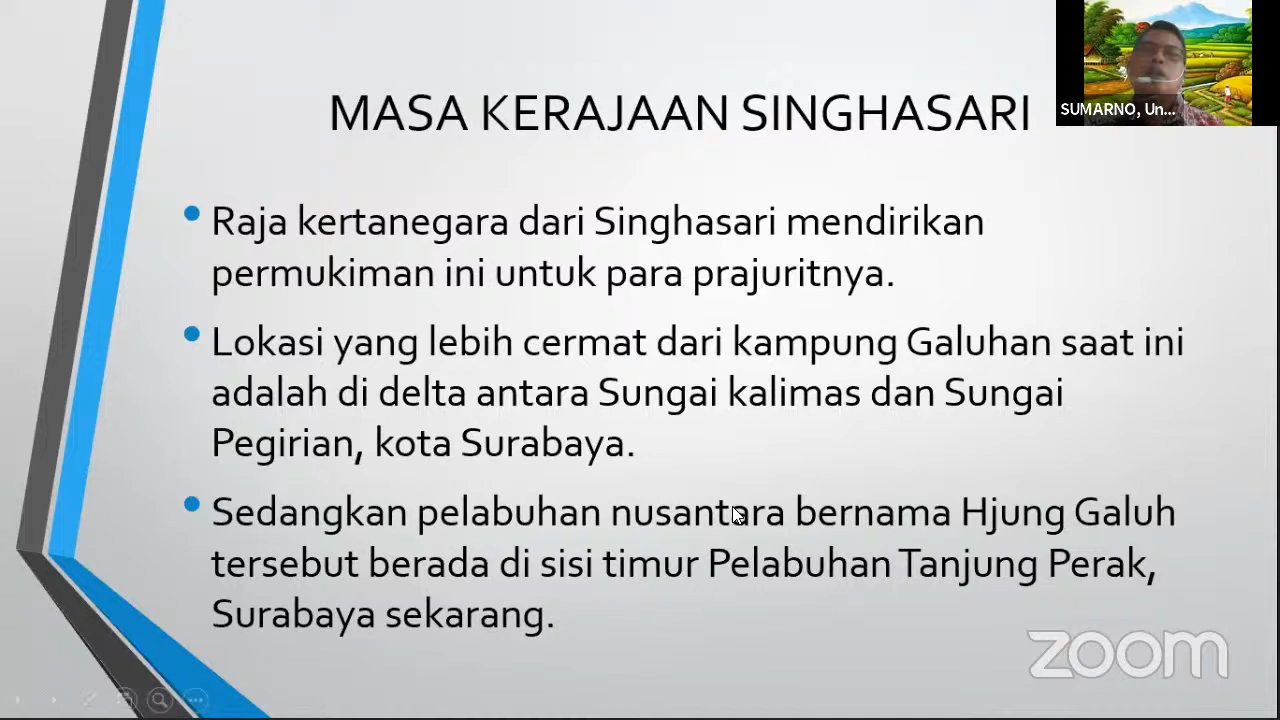 MASA KERAJAAN SINGHASARI
SUMARNO, Un...
Raja kertanegara dari Singhasari mendirikan
permukiman ini untuk para prajuritnya.
Lokasi yang lebih cermat dari kampung Galuhan saat ini
adalah di delta antara Sungai kalimas dan Sungai
Pegirian, kota Surabaya.
Sedangkan pelabuhan nusantara bernama Hjung Galuh
tersebut berada di sisi timur Pelabuhan Tanjung Perak,
Surabaya sekarang.
zoom